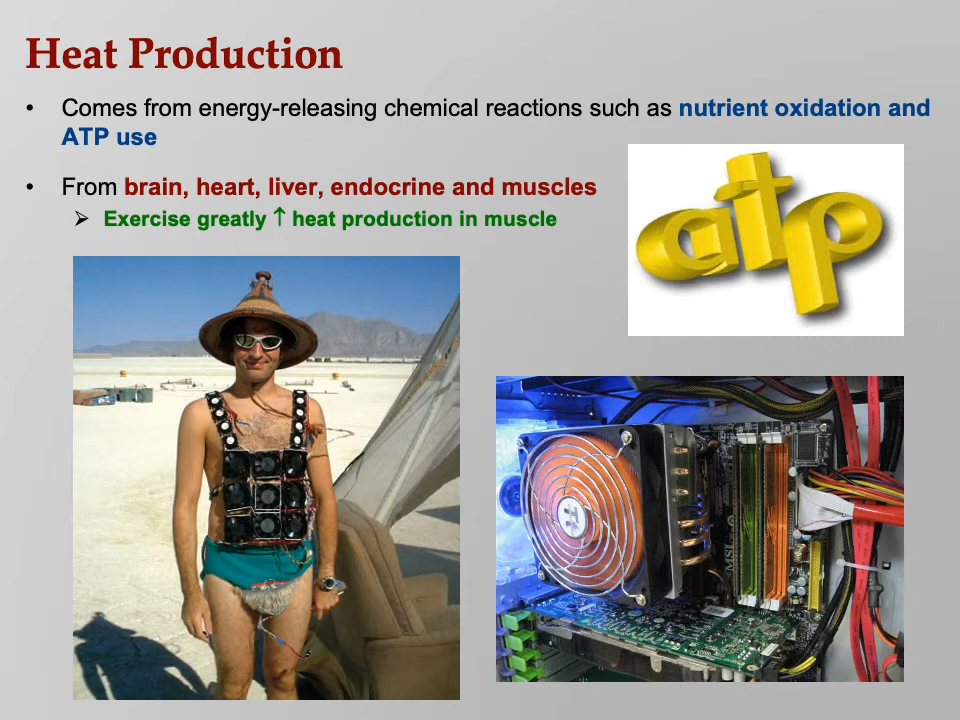 Heat Production
• Comes from energy-releasing chemical reactions such as nutrient oxidation and
ATP use
• From brain, heart, liver, endocrine and muscles
➢ Exercise greatly ↑ heat production in muscle
atp
MSI